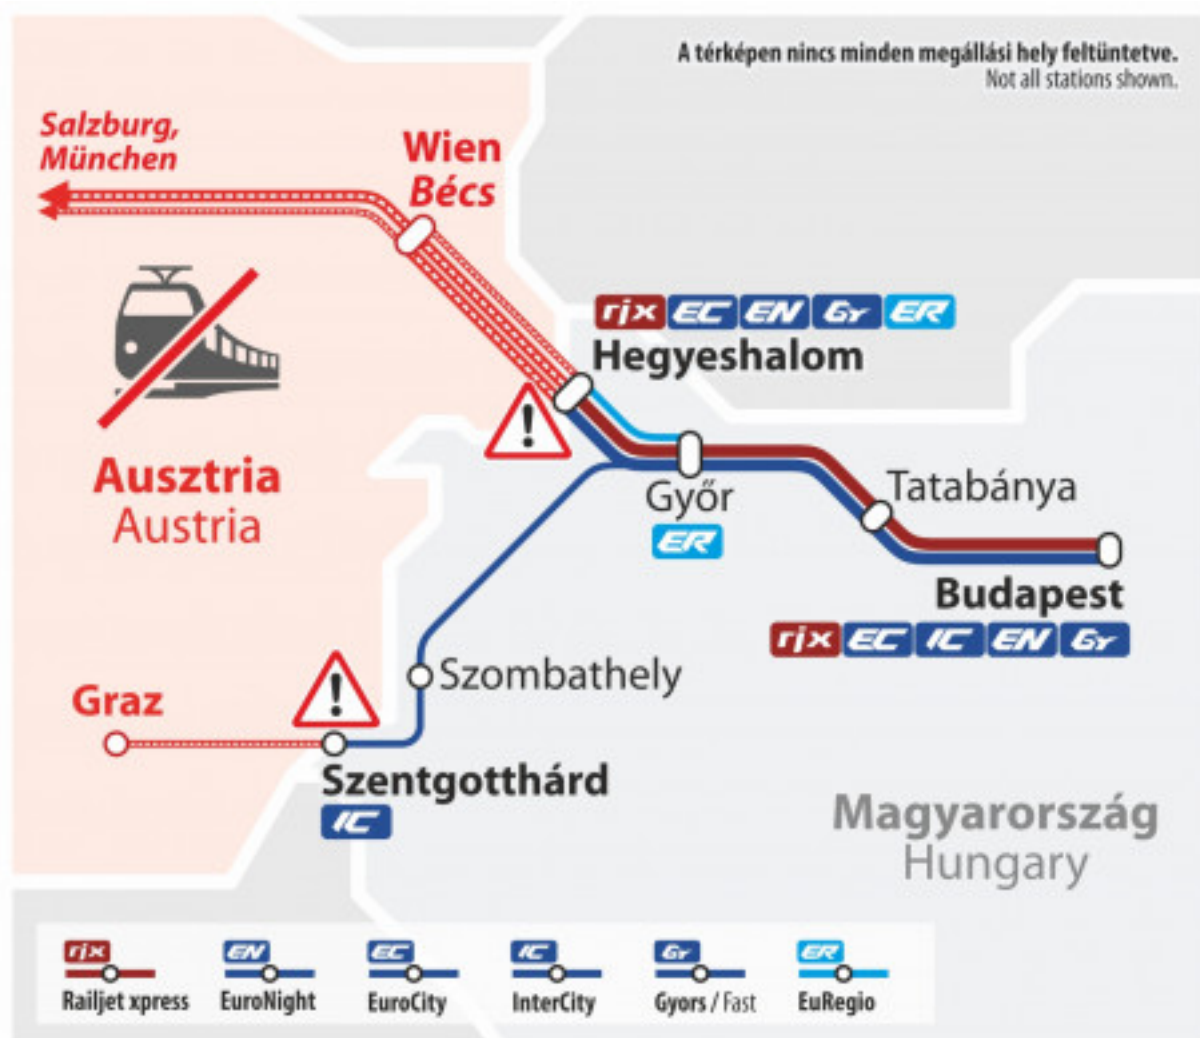 A térképen nincs minden megállási hely feltüntetve.
Not all stations shown.
Salzburg,
München
Wien
Bécs
rjx EC EN Gy ER
Hegyeshalom
Ausztria
Austria
Győr
ER
Tatabánya
Budapest
rjx EC IC EN Gy
Szombathely
Graz
Szentgotthárd
IC
Magyarország
Hungary
rjx EN EC IC Gy ER
Railjet xpress EuroNight EuroCity InterCity Gyors / Fast EuRegio